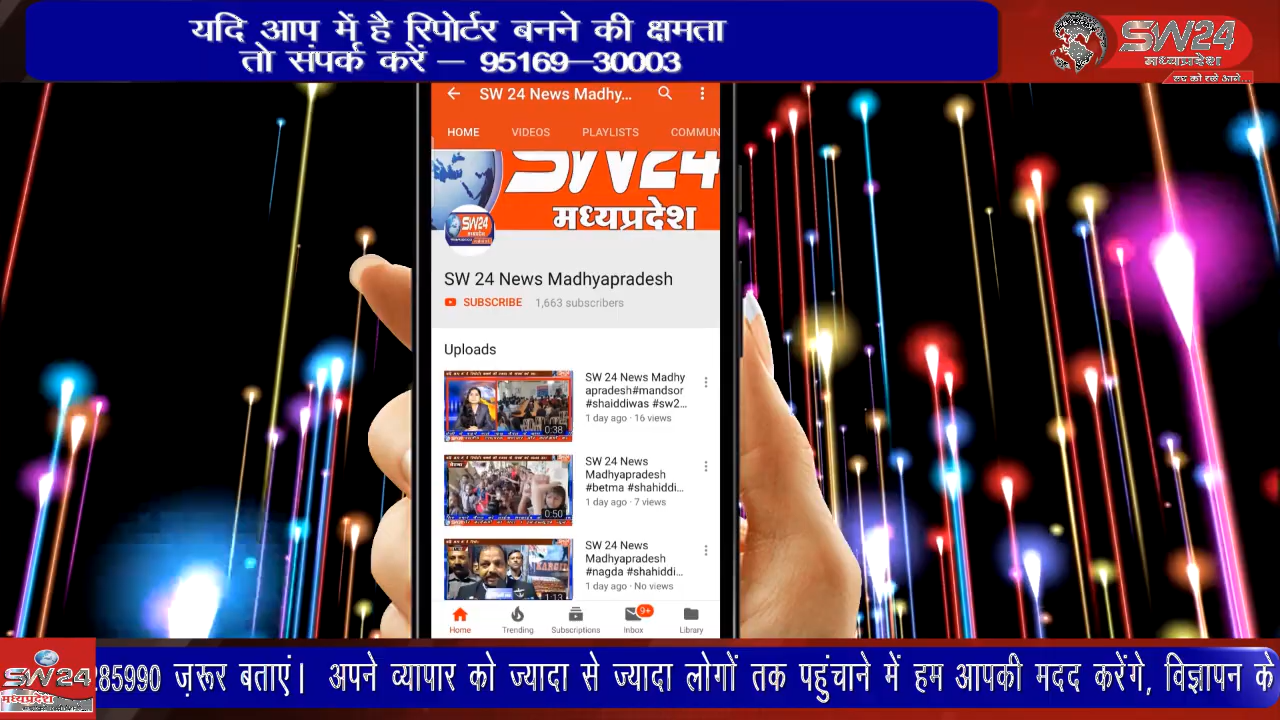 यदि आप में है रिपोर्टर बनने की क्षमता
तो संपर्क करें – 95169–30003
SW24
मध्यप्रदेश
SW 24 News Madhy...
HOME VIDEOS PLAYLISTS COMMUN
SW24
मध्यप्रदेश
SW24
SW 24 News Madhyapradesh
SUBSCRIBE 1,663 subscribers
Uploads
SW 24 News Madhy
apradesh#mandsor
#shaiddiwas #sw2...
1 day ago · 16 views
0:38
SW 24 News
Madhyapradesh
#betma #shahiddi...
1 day ago · 7 views
0:50
SW 24 News
Madhyapradesh
#nagda #shahiddi...
1 day ago · No views
1:13
9+
Home Trending Subscriptions Inbox Library
SW24
मध्यप्रदेश
85990 ज़रूर बताएं। अपने व्यापार को ज्यादा से ज्यादा लोगों तक पहुंचाने में हम आपकी मदद करेंगे, विज्ञापन के